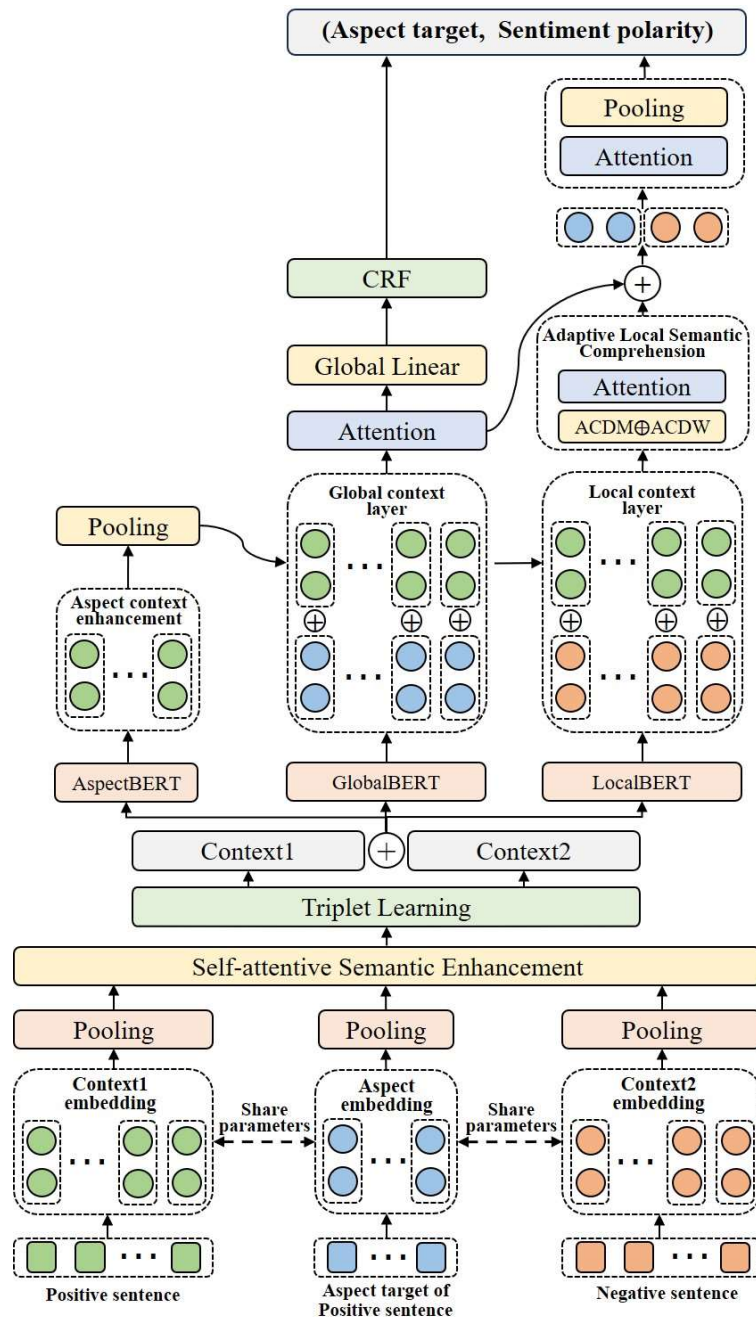 (Aspect target, Sentiment polarity)
Pooling
Attention
CRF
Global Linear
Attention
Adaptive Local Semantic
Comprehension
Attention
ACDM⊕ACDW
Pooling
Global context
layer
Local context
layer
Aspect context
enhancement
AspectBERT
GlobalBERT
LocalBERT
Context1
Context2
Triplet Learning
Self-attentive Semantic Enhancement
Pooling
Pooling
Pooling
Context1
embedding
Share
parameters
Aspect
embedding
Share
parameters
Context2
embedding
Positive sentence
Aspect target of
Positive sentence
Negative sentence